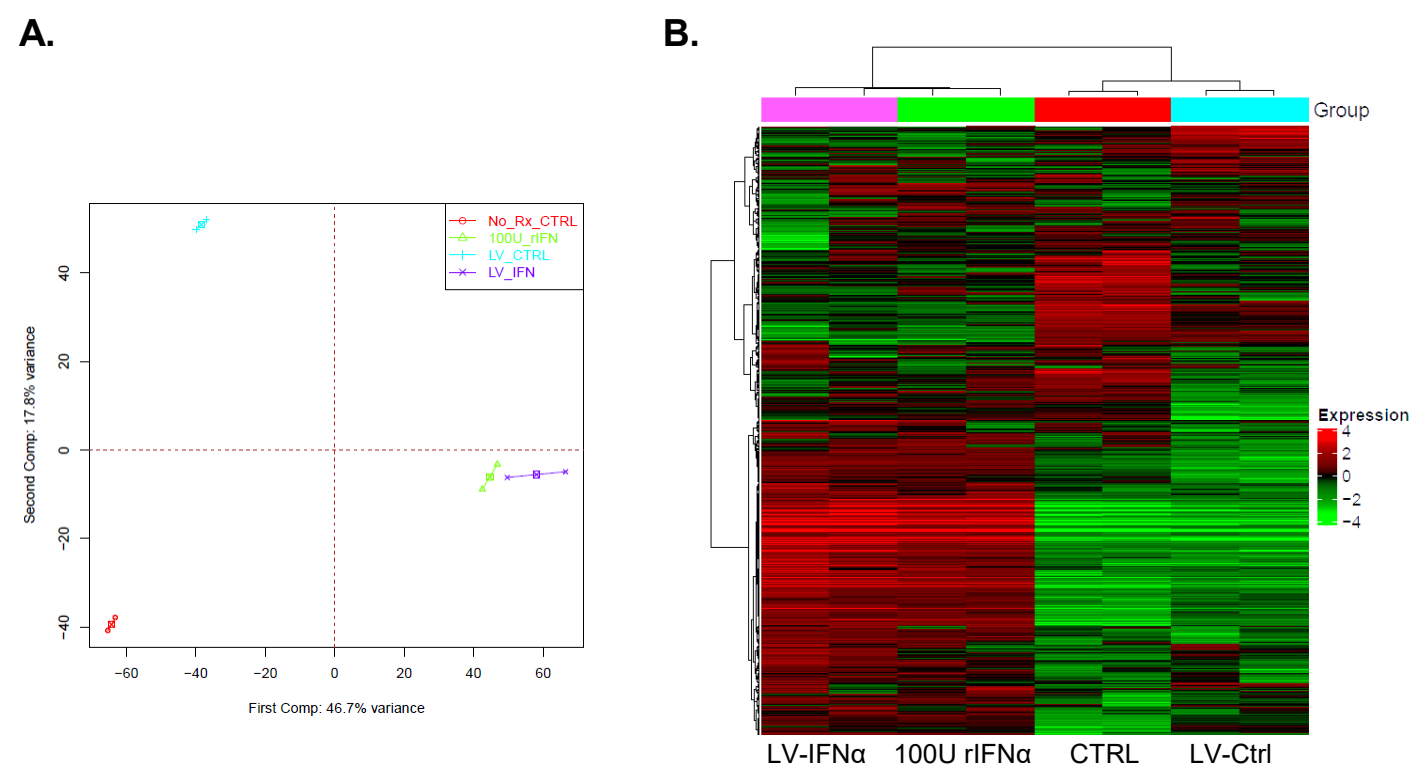 A.
B.
Group
No_Rx_CTRL
100U_rIFN
LV_CTRL
LV_IFN
40
20
0
−20
−40
Second Comp: 17.8% variance
−60
−40
−20
0
20
40
60
First Comp: 46.7% variance
Expression
4
2
0
−2
−4
LV-IFNα
100U rIFNα
CTRL
LV-Ctrl